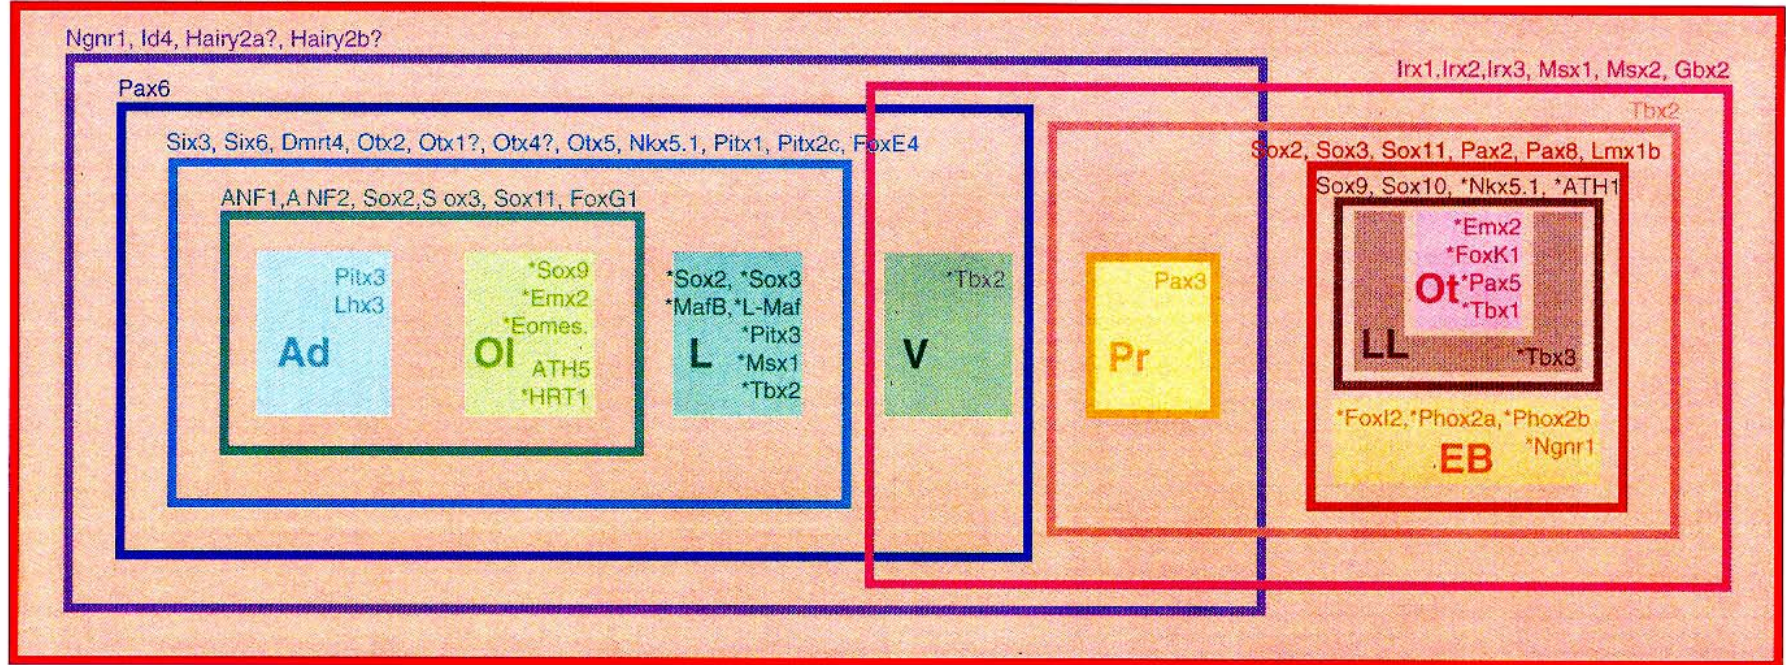 Ngnr1, Id4, Hairy2a?, Hairy2b?
Irx1.Irx2,Irx3, Msx1, Msx2, Gbx2
Pax6
Tbx2
Six3, Six6, Dmrt4, Otx2, Otx1?, Otx4?, Otx5, Nkx5.1, Pitx1, Pitx2c, FoxE4
Sox2, Sox3, Sox11, Pax2, Pax8, Lmx1b
ANF1,A NF2, Sox2,S ox3, Sox11, FoxG1
Sox9, Sox10, *Nkx5.1, *ATH1
Pitx3
Lhx3
Ad
*Sox9
*Emx2
*Eomes.
Ol
ATH5
*HRT1
*Sox2, *Sox3
*MafB,*L-Maf
*Pitx3
L
*Msx1
*Tbx2
*Tbx2
V
Pax3
Pr
*Emx2
*FoxK1
Ot *Pax5
*Tbx1
LL
*Tbx3
*FoxI2,*Phox2a,*Phox2b
EB
*Ngnr1